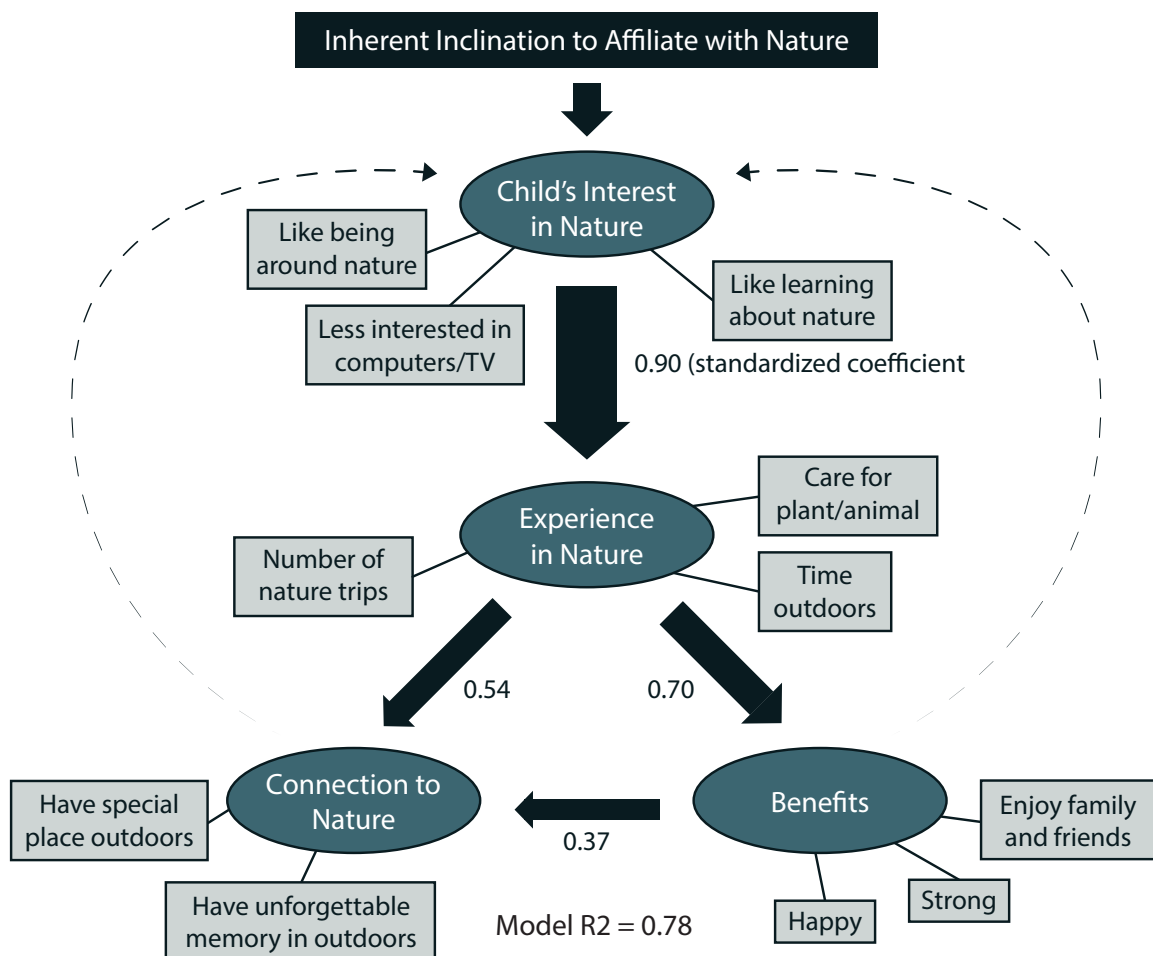 Inherent Inclination to Affiliate with Nature
Child's Interest
in Nature
Like being
around nature
Like learning
about nature
Less interested in
computers/TV
0.90 (standardized coefficient
Care for
plant/animal
Experience
in Nature
Number of
nature trips
Time
outdoors
0.54
0.70
Connection to
Nature
Benefits
Have special
place outdoors
Enjoy family
and friends
0.37
Have unforgettable
memory in outdoors
Model R2 = 0.78
Happy
Strong